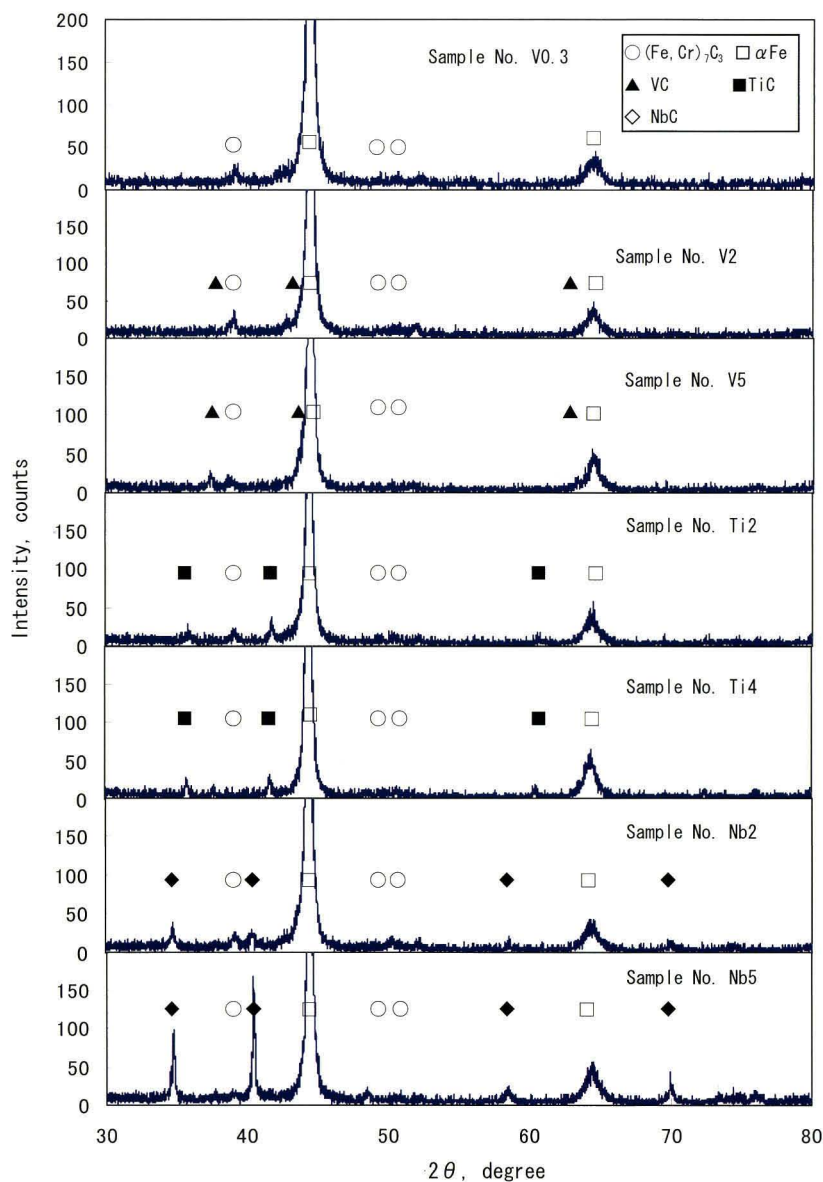 200
150
100
50
0
Sample No. V0.3
○(Fe, Cr)₇C₃ □ αFe
▲ VC ■ TiC
◇ NbC
150
100
50
0
Sample No. V2
150
100
50
0
Sample No. V5
150
100
50
0
Sample No. Ti2
150
100
50
0
Sample No. Ti4
150
100
50
0
Sample No. Nb2
150
100
50
0
Sample No. Nb5
30 40 50 60 70 80
2θ, degree
Intensity, counts